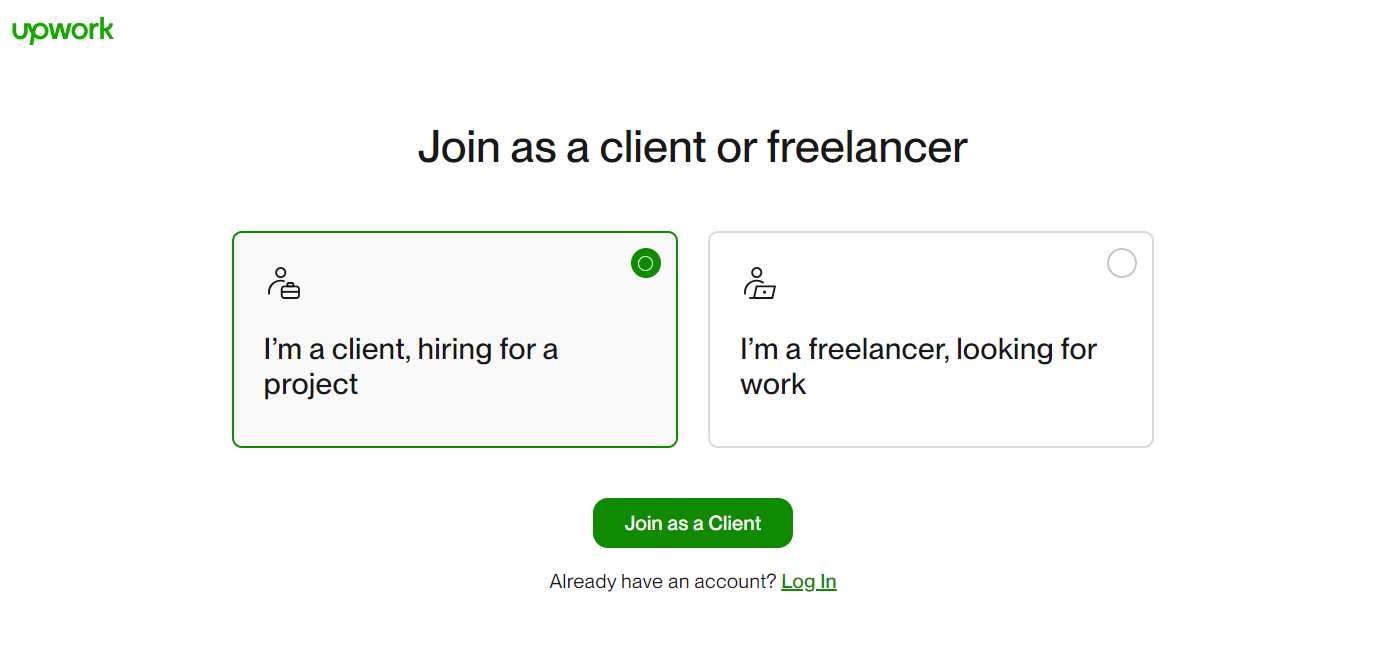 upwork
Join as a client or freelancer
I’m a client, hiring for a
project
I’m a freelancer, looking for
work
Join as a Client
Already have an account? Log In